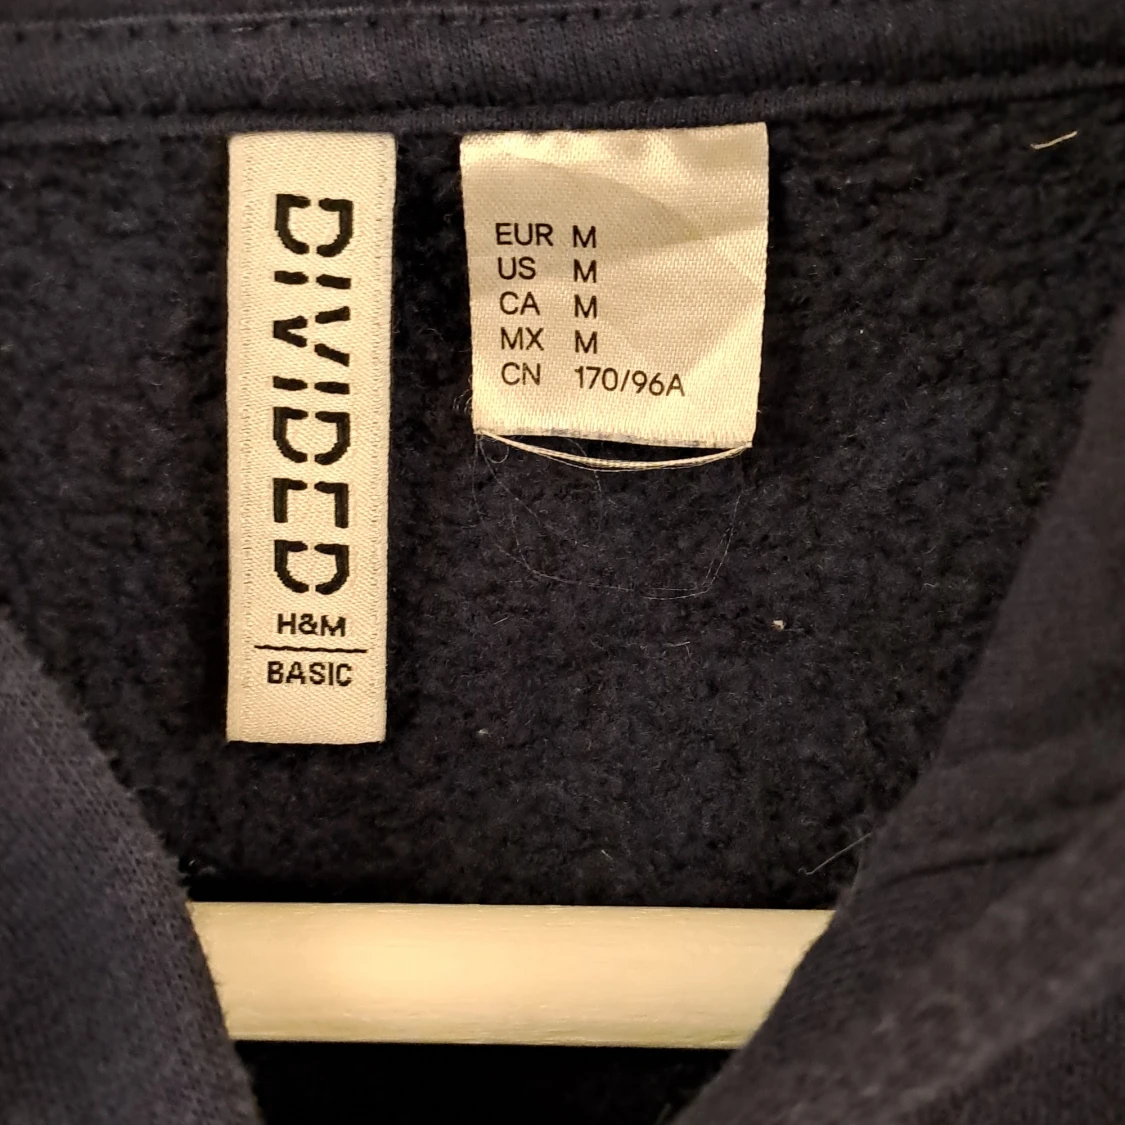 DIVIDED
H&M
BASIC
EUR M
US M
CA M
MX M
CN 170/96A